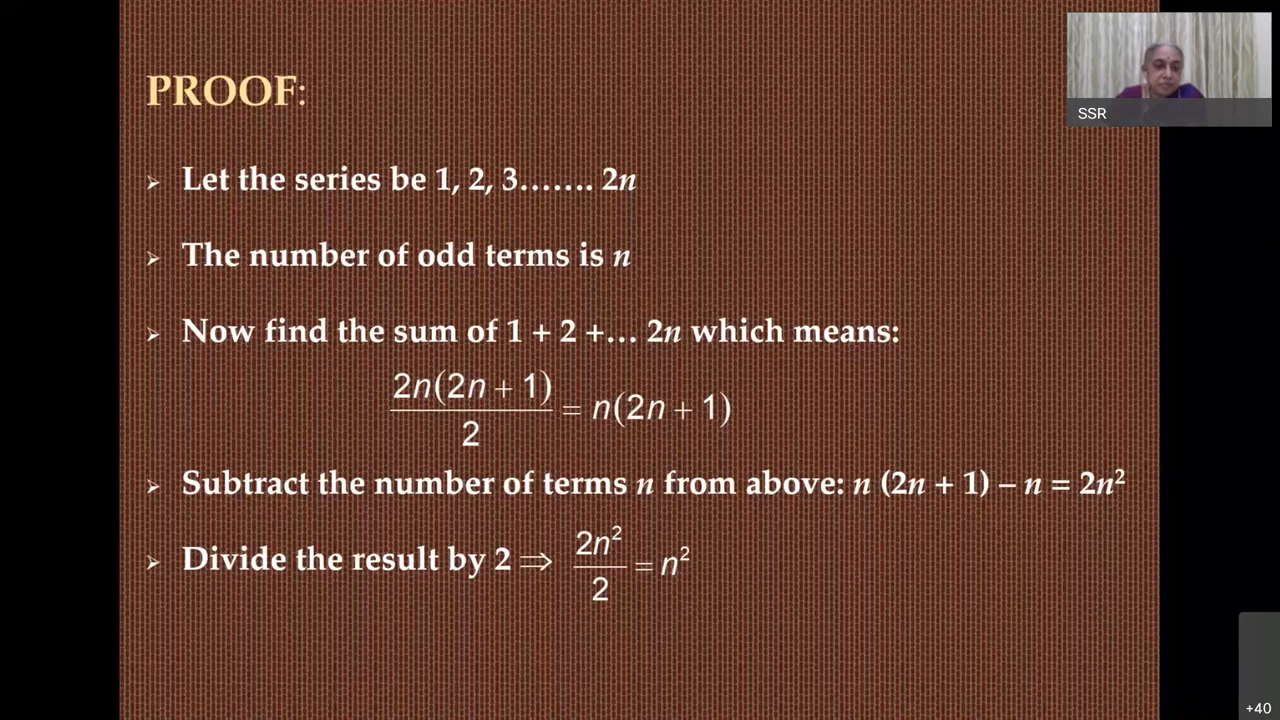 PROOF:
SSR
➢ Let the series be 1, 2, 3……. 2n
➢ The number of odd terms is n
➢ Now find the sum of 1 + 2 +… 2n which means:
2n(2n + 1)/2 = n(2n + 1)
➢ Subtract the number of terms n from above: n (2n + 1) – n = 2n²
➢ Divide the result by 2 ⇒ 2n²/2 = n²
+40